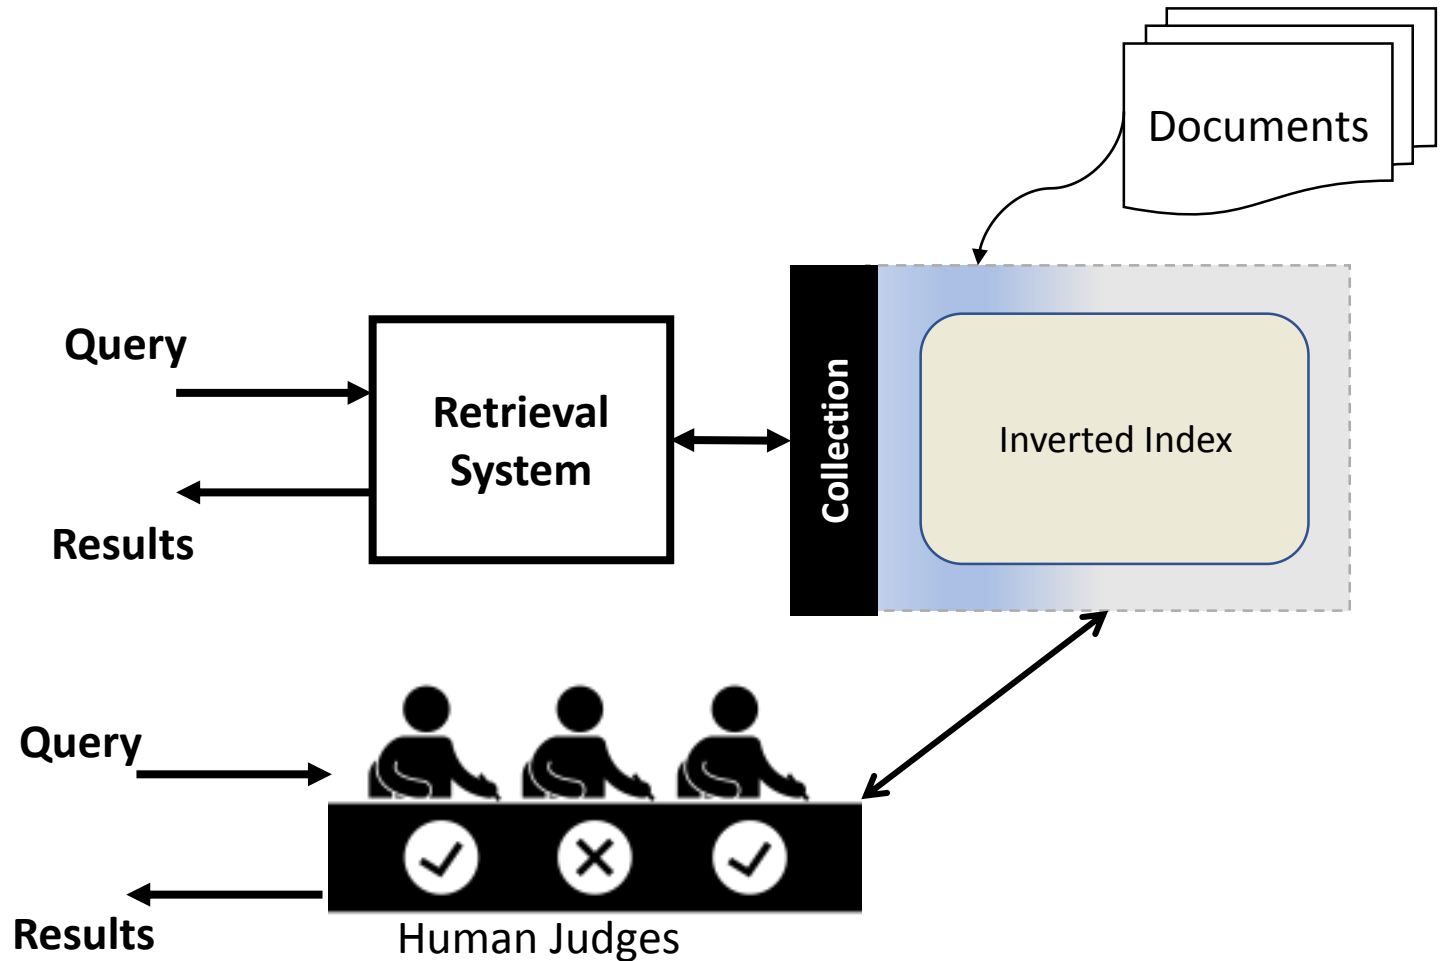 Documents
Query
Retrieval
System
Results
Collection
Inverted Index
Query
Results
Human Judges